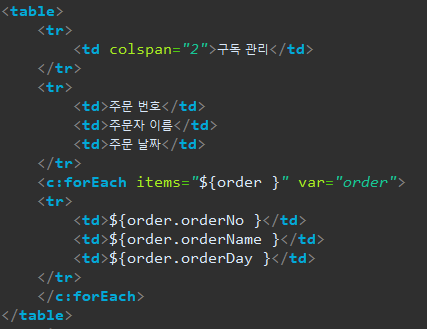 <table>
<tr>
<td colspan="2">구독 관리</td>
</tr>
<tr>
<td>주문 번호</td>
<td>주문자 이름</td>
<td>주문 날짜</td>
</tr>
<c:forEach items="${order }" var="order">
<tr>
<td>${order.orderNo }</td>
<td>${order.orderName }</td>
<td>${order.orderDay }</td>
</tr>
</c:forEach>
</table>